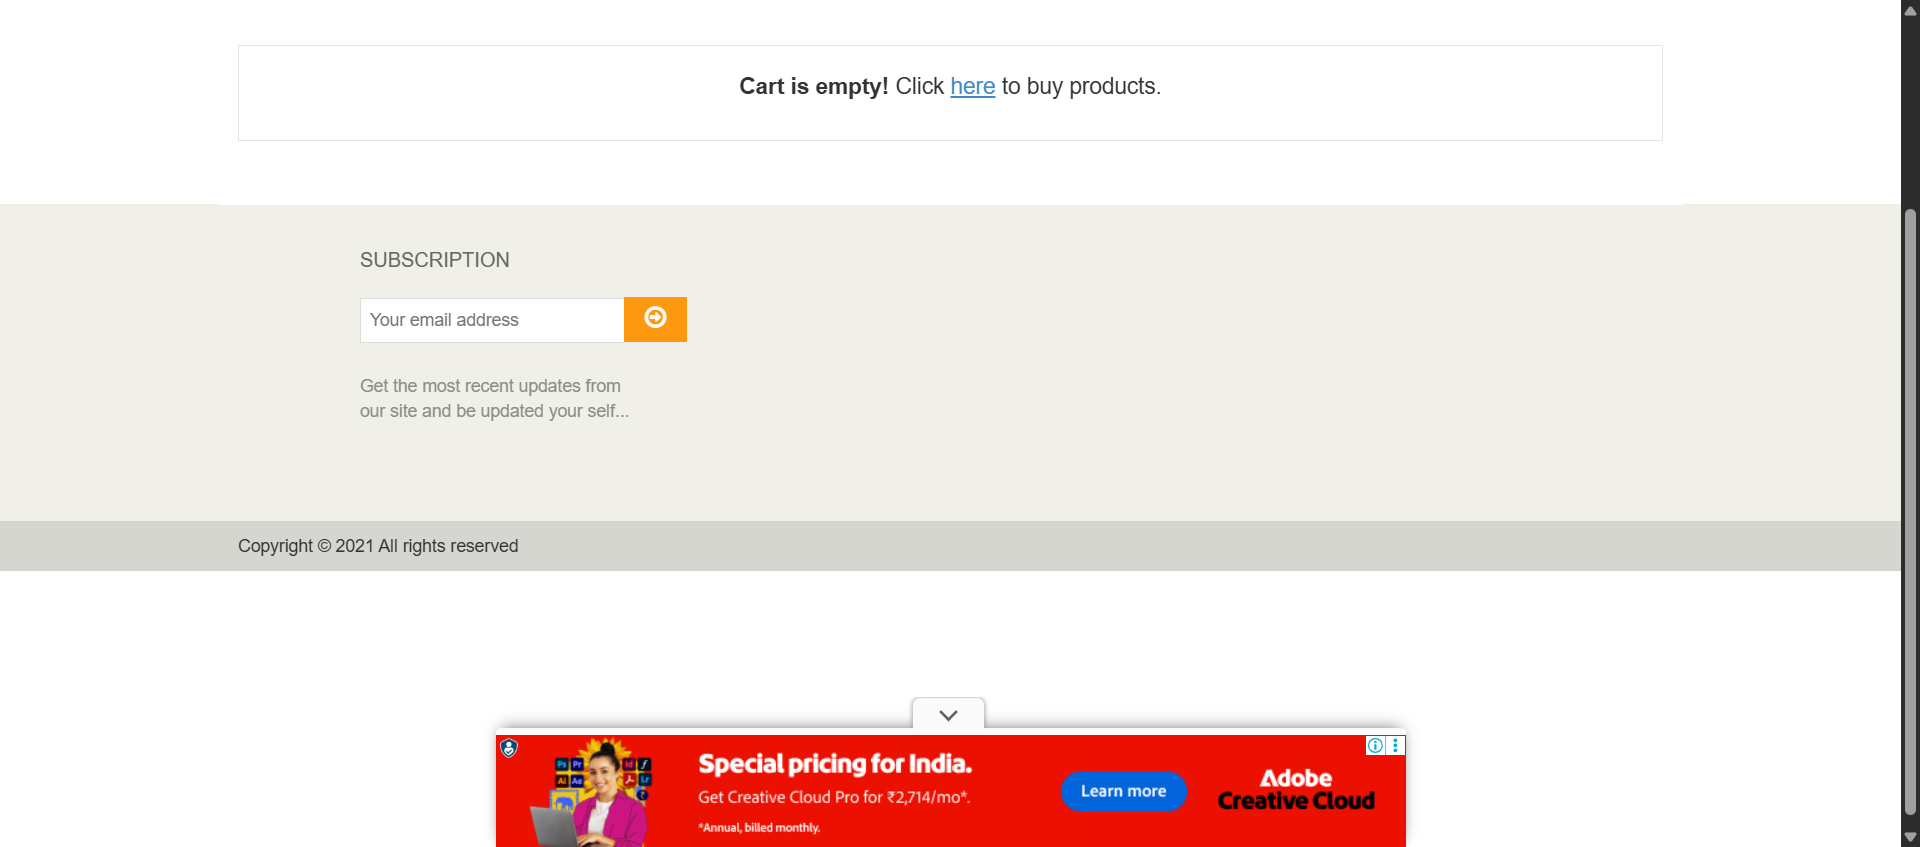 Cart is empty! Click here to buy products.
SUBSCRIPTION
Your email address
Get the most recent updates from
our site and be updated your self...
Copyright © 2021 All rights reserved
Ps Pr Id f
Ai Ae Lr
Special pricing for India.
Get Creative Cloud Pro for ₹2,714/mo*.
*Annual, billed monthly.
Learn more
Adobe
Creative Cloud